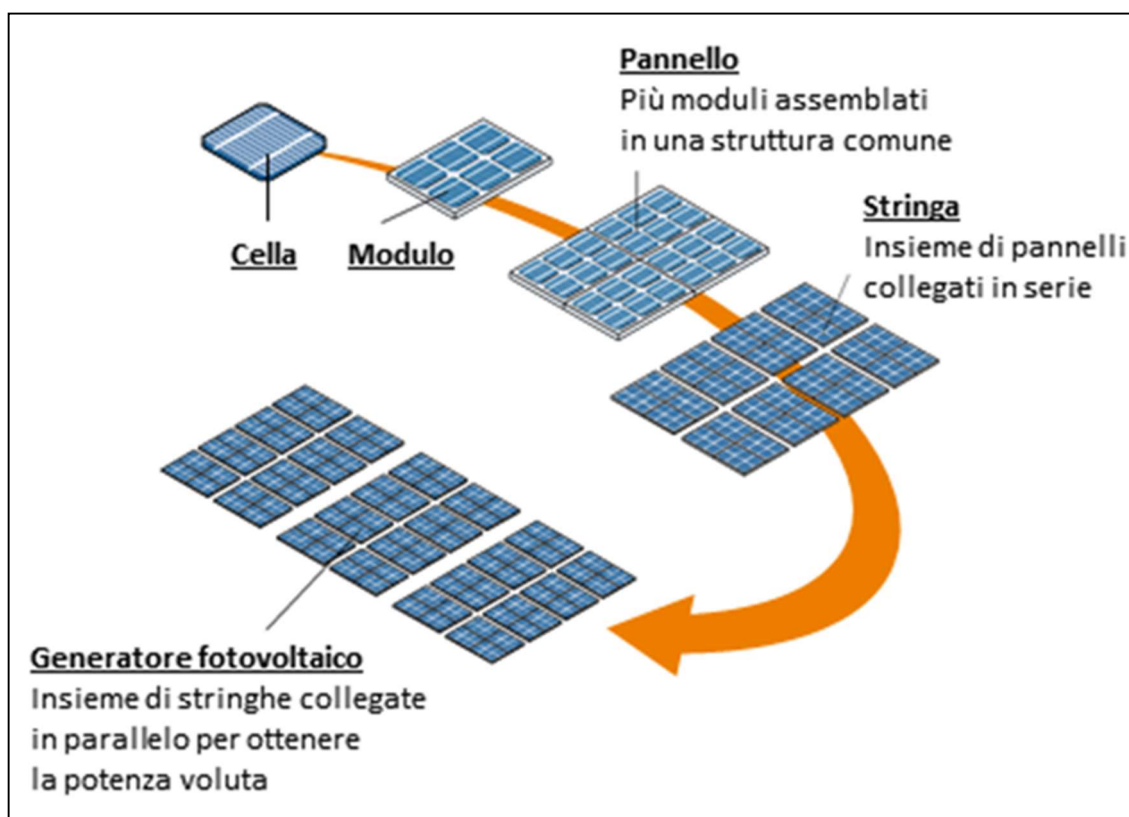 Pannello
Più moduli assemblati
in una struttura comune
Stringa
Insieme di pannelli
collegati in serie
Cella
Modulo
Generatore fotovoltaico
Insieme di stringhe collegate
in parallelo per ottenere
la potenza voluta